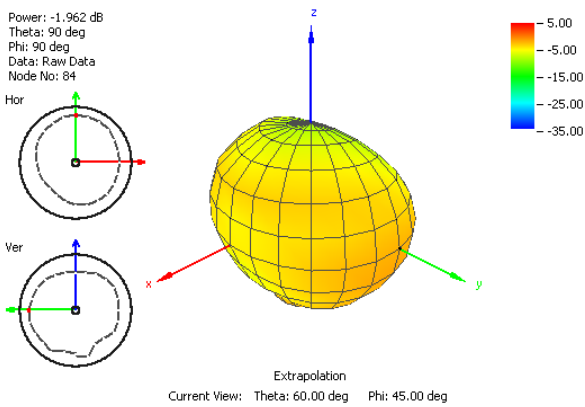 Power: -1.962 dB
Theta: 90 deg
Phi: 90 deg
Data: Raw Data
Node No: 84
Hor
Ver
z
x
y
5.00
-5.00
-15.00
-25.00
-35.00
Extrapolation
Current View: Theta: 60.00 deg Phi: 45.00 deg